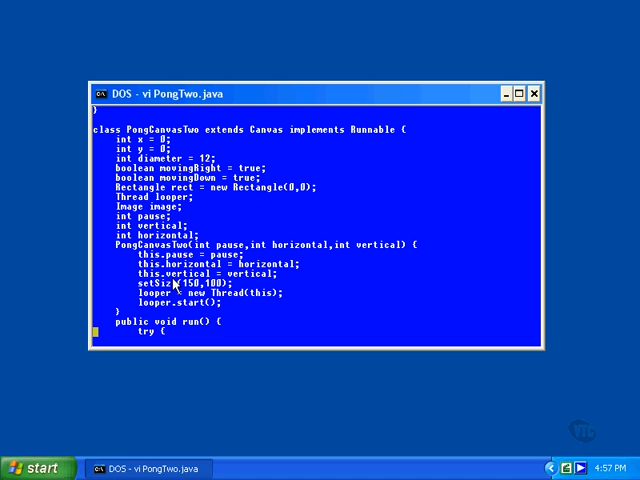 DOS - vi PongTwo.java
}
class PongCanvasTwo extends Canvas implements Runnable {
int x = 0;
int y = 0;
int diameter = 12;
boolean movingRight = true;
boolean movingDown = true;
Rectangle rect = new Rectangle(0,0);
Thread looper;
Image image;
int pause;
int vertical;
int horizontal;
PongCanvasTwo(int pause,int horizontal,int vertical) {
this.pause = pause;
this.horizontal = horizontal;
this.vertical = vertical;
setSize(150,100);
looper = new Thread(this);
looper.start();
}
public void run() {
try {
start
DOS - vi PongTwo.java
4:57 PM